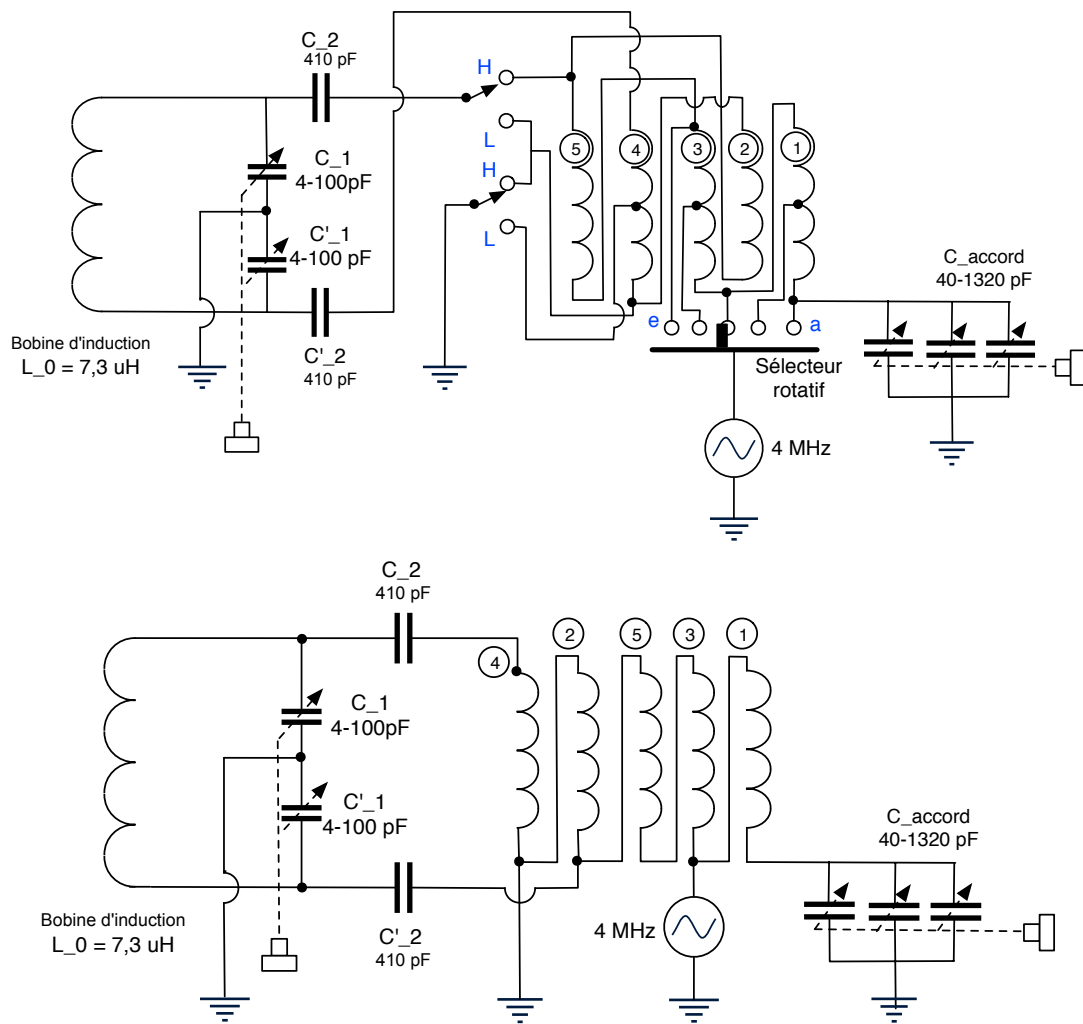 C_2
410 pF
H
L
H
L
C_1
4-100pF
C'_1
4-100 pF
5
4
3
2
1
C_accord
40-1320 pF
e
a
Bobine d'induction
L_0 = 7,3 uH
C'_2
410 pF
Sélecteur
rotatif
4 MHz
C_2
410 pF
4
2
5
3
1
C_1
4-100pF
C'_1
4-100 pF
C_accord
40-1320 pF
Bobine d'induction
L_0 = 7,3 uH
C'_2
410 pF
4 MHz